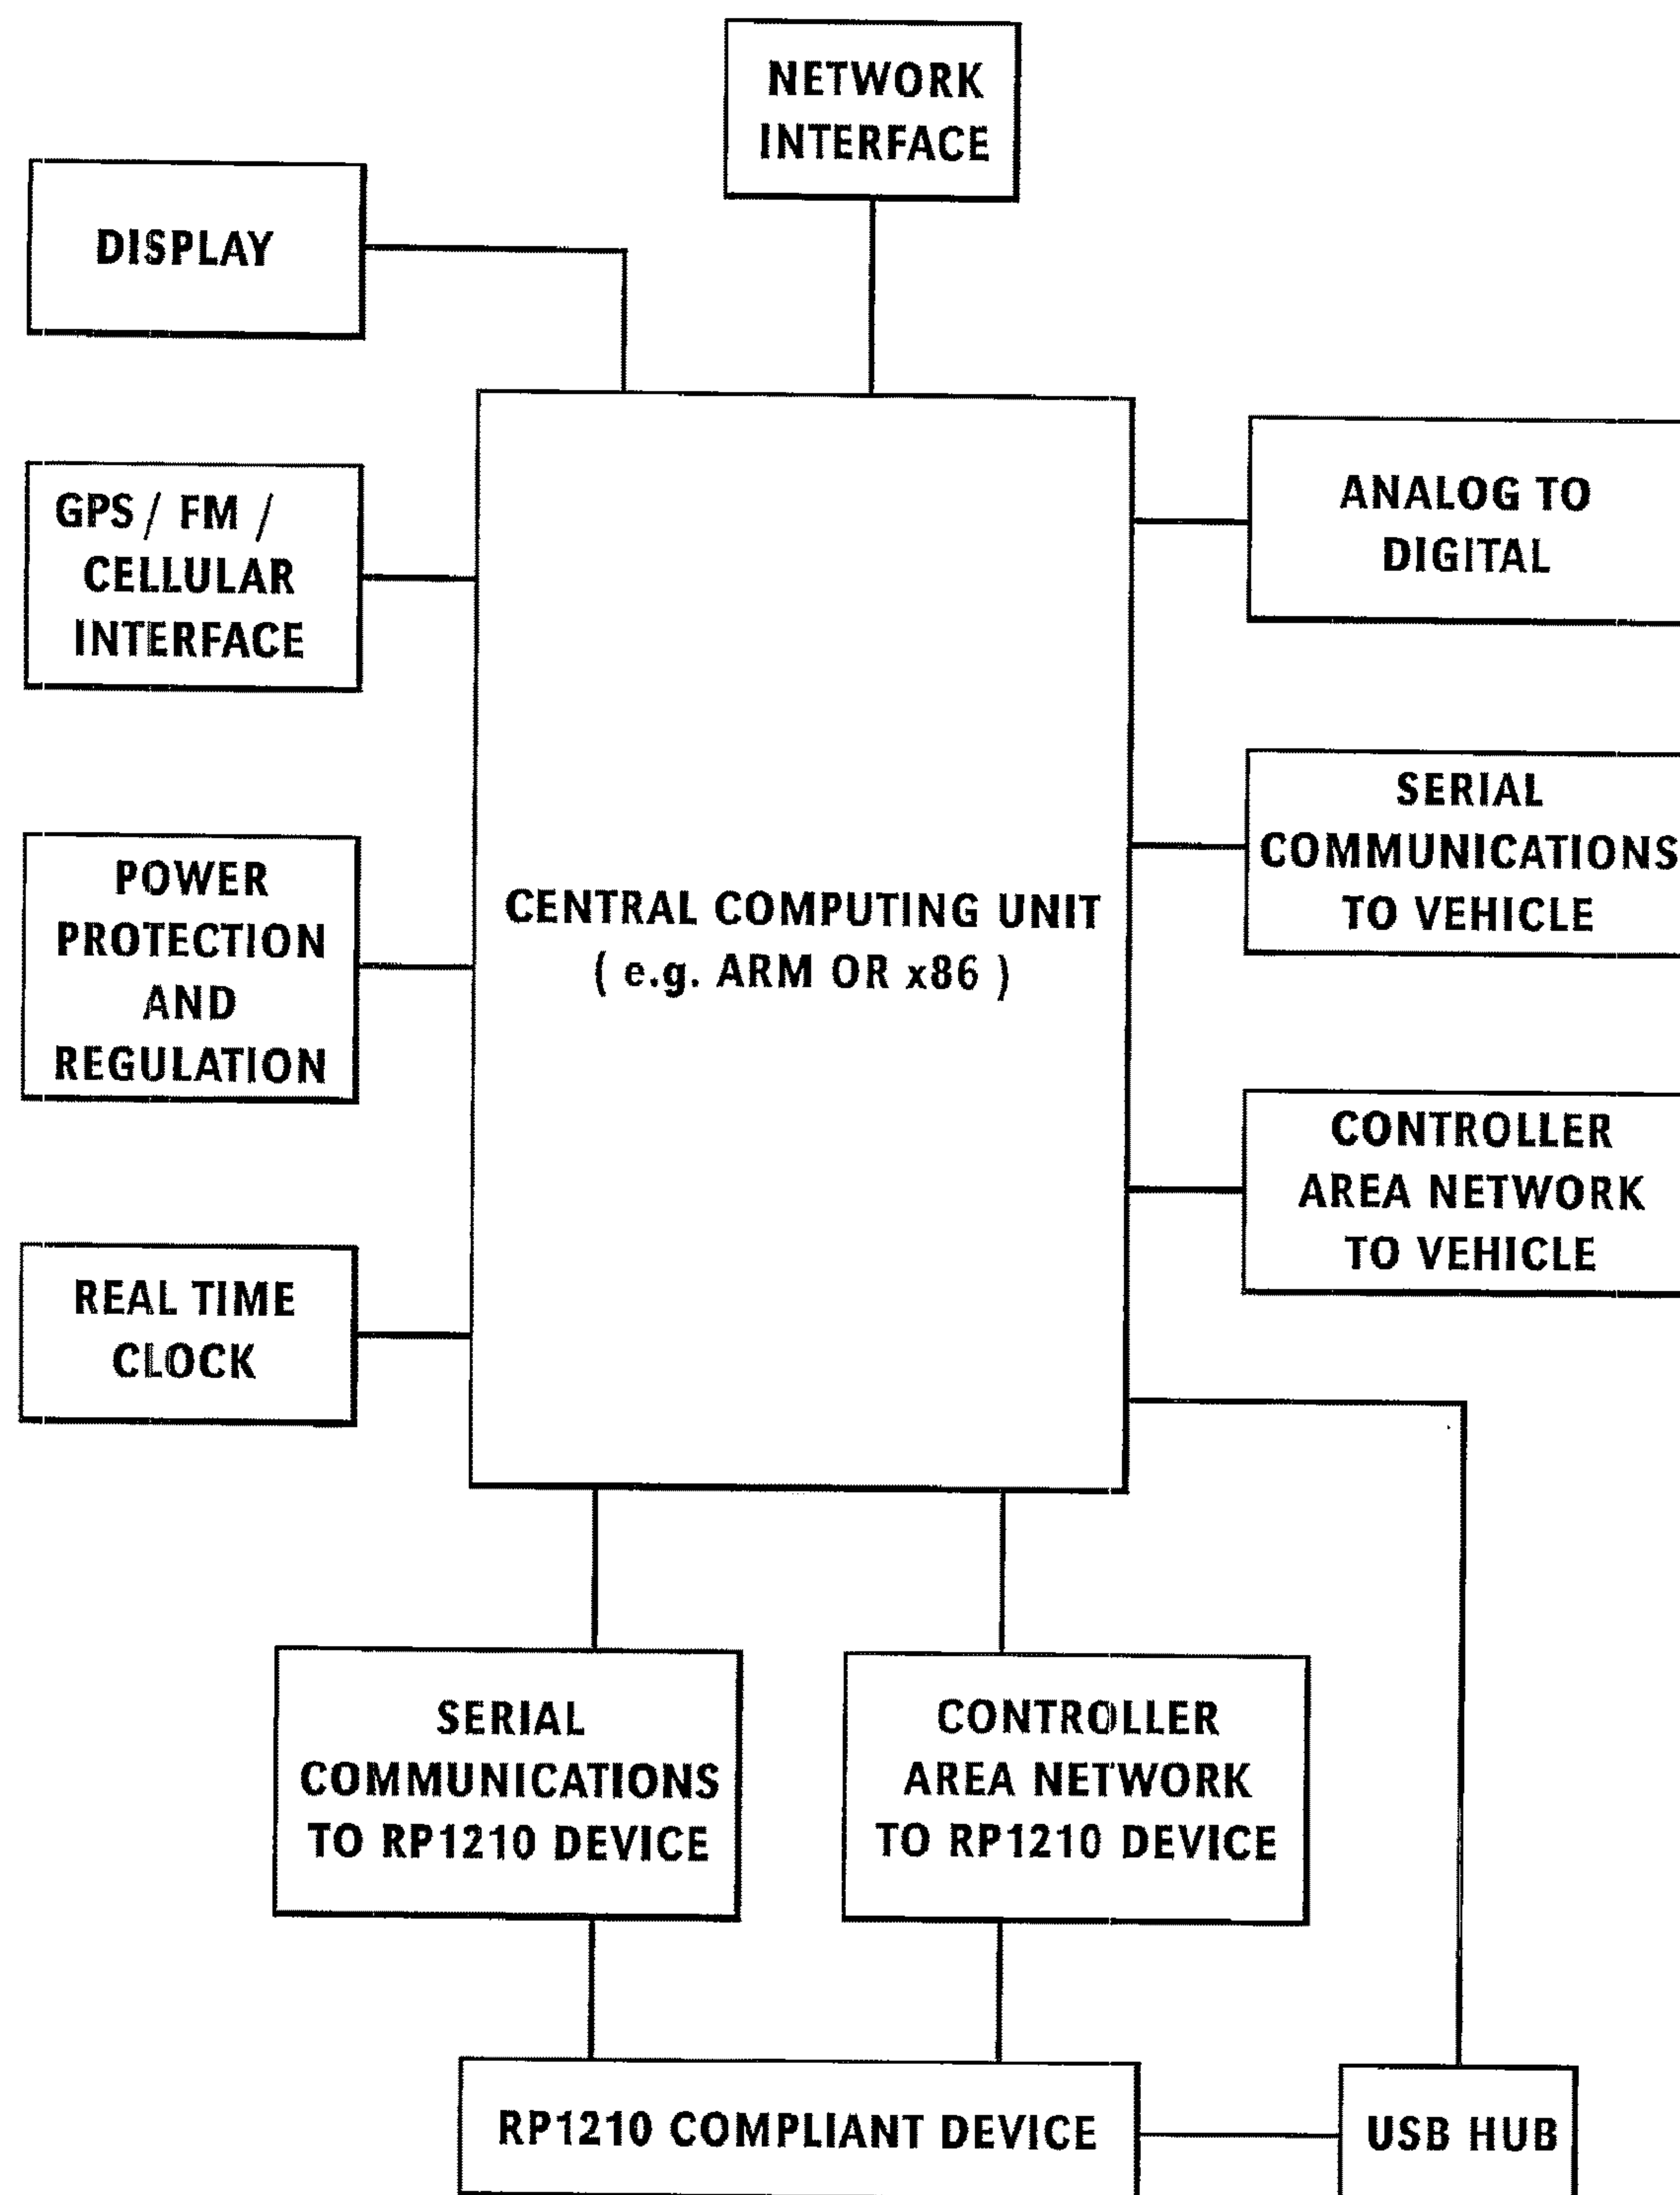 NETWORK
INTERFACE
DISPLAY
GPS / FM /
CELLULAR
INTERFACE
ANALOG TO
DIGITAL
POWER
PROTECTION
AND
REGULATION
CENTRAL COMPUTING UNIT
( e.g. ARM OR x86 )
SERIAL
COMMUNICATIONS
TO VEHICLE
CONTROLLER
AREA NETWORK
TO VEHICLE
REAL TIME
CLOCK
SERIAL
COMMUNICATIONS
TO RP1210 DEVICE
CONTROLLER
AREA NETWORK
TO RP1210 DEVICE
RP1210 COMPLIANT DEVICE
USB HUB